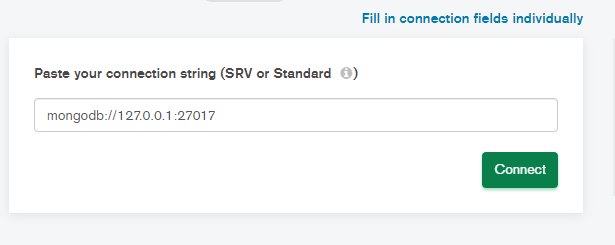 Fill in connection fields individually
Paste your connection string (SRV or Standard )
mongodb://127.0.0.1:27017
Connect